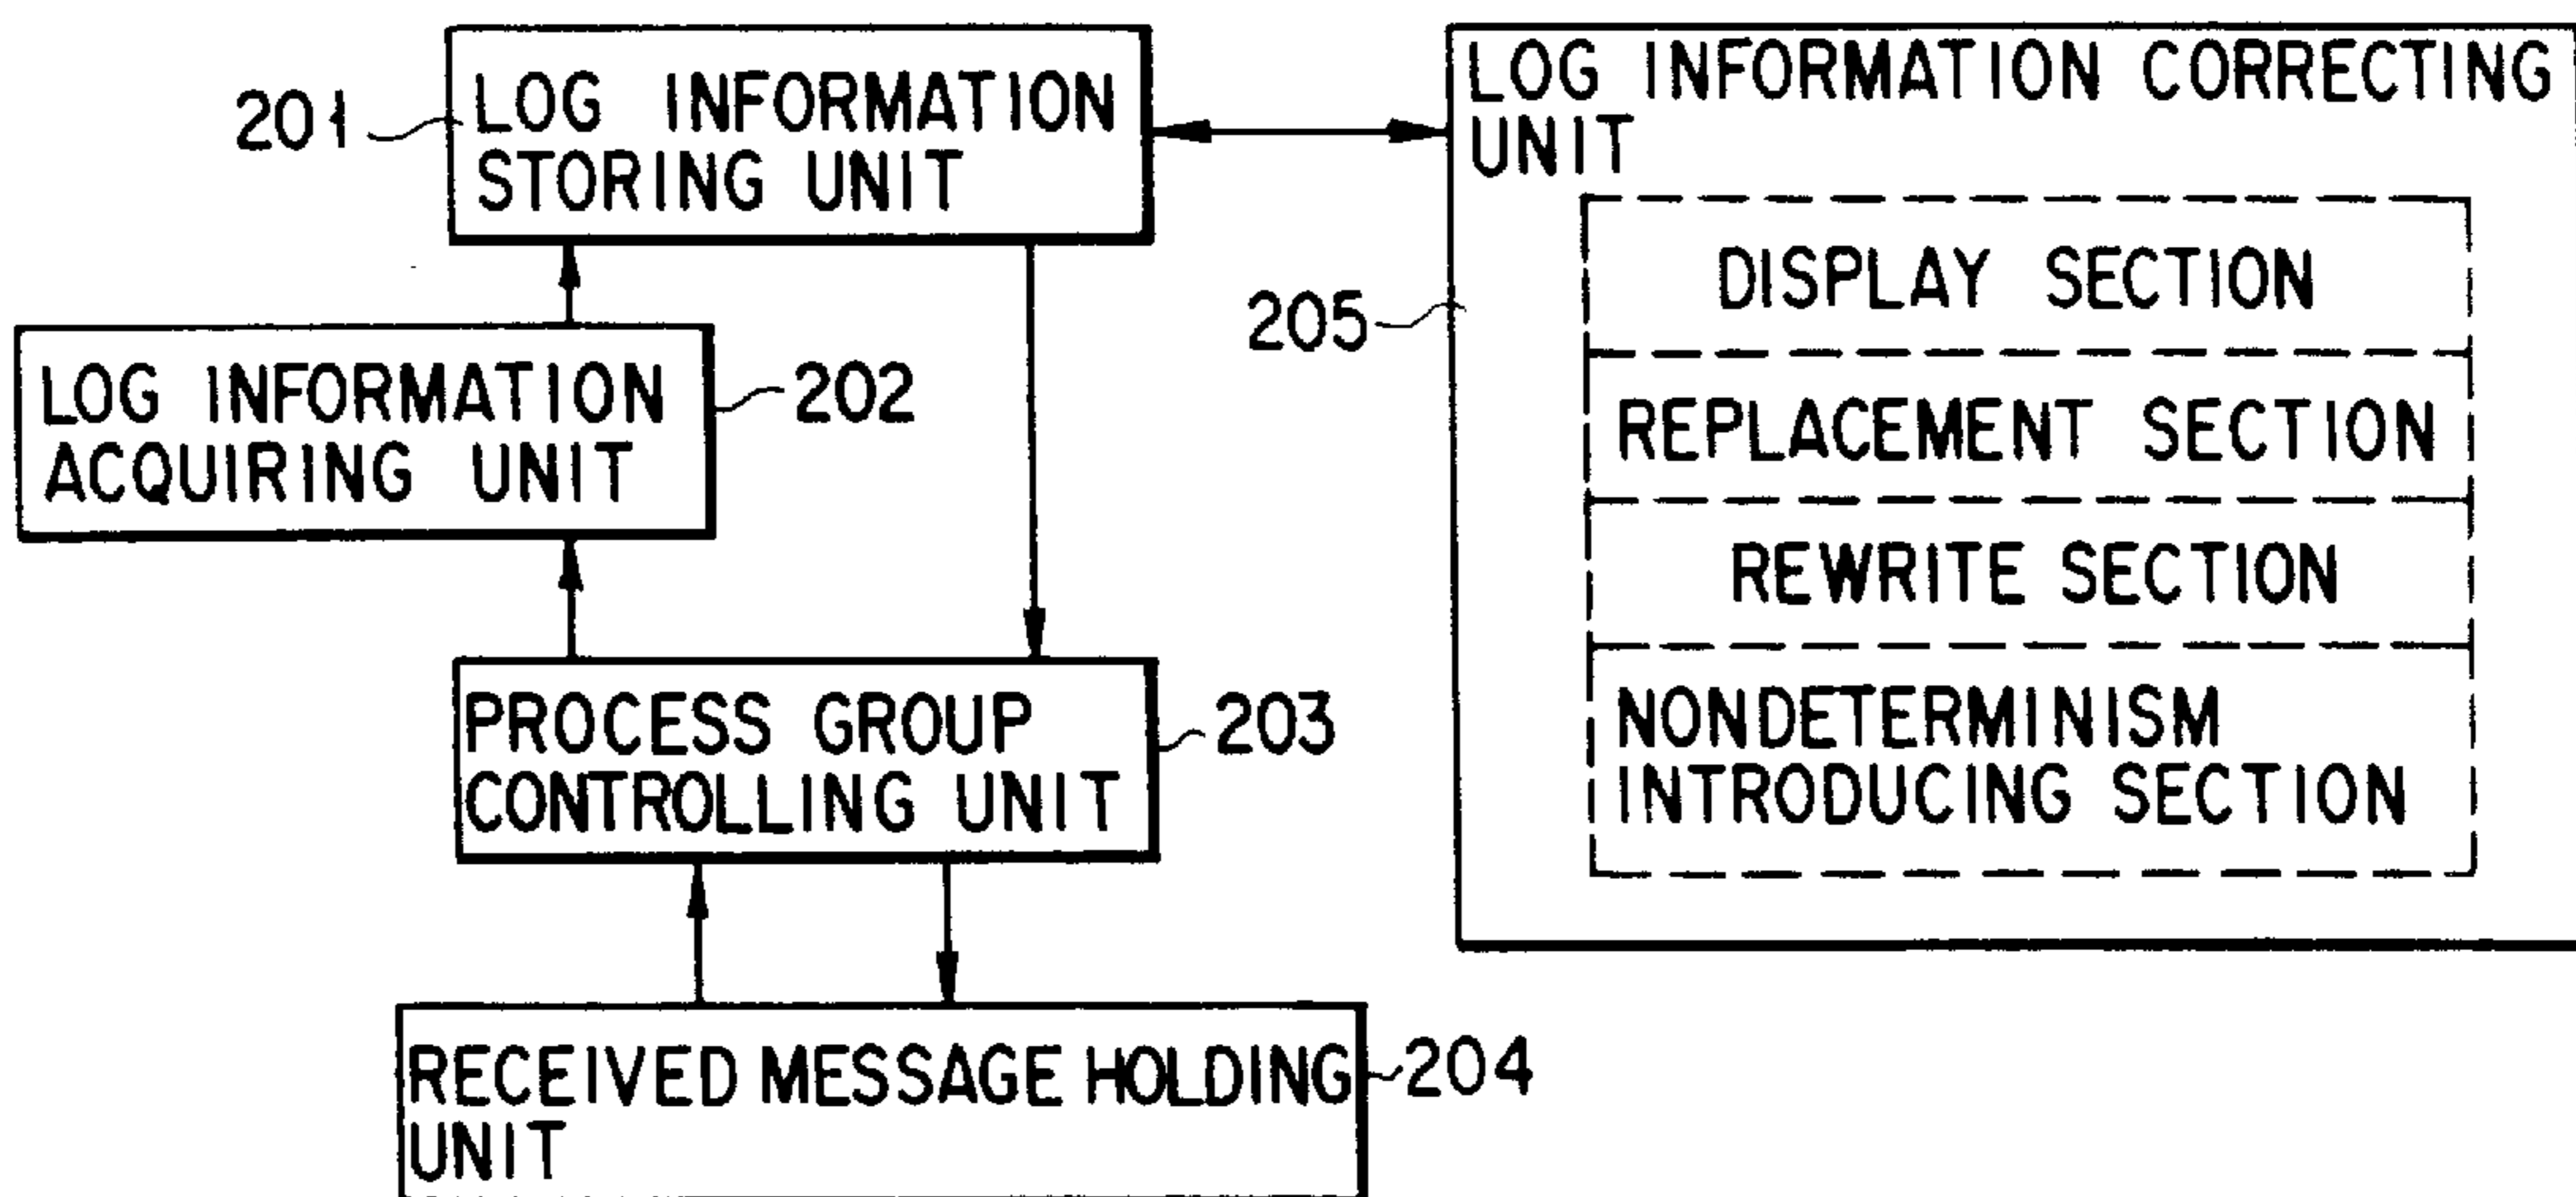 201
LOG INFORMATION
STORING UNIT
LOG INFORMATION
ACQUIRING UNIT
202
PROCESS GROUP
CONTROLLING UNIT
203
RECEIVED MESSAGE HOLDING
UNIT
204
205
LOG INFORMATION CORRECTING
UNIT
DISPLAY SECTION
REPLACEMENT SECTION
REWRITE SECTION
NONDETERMINISM
INTRODUCING SECTION